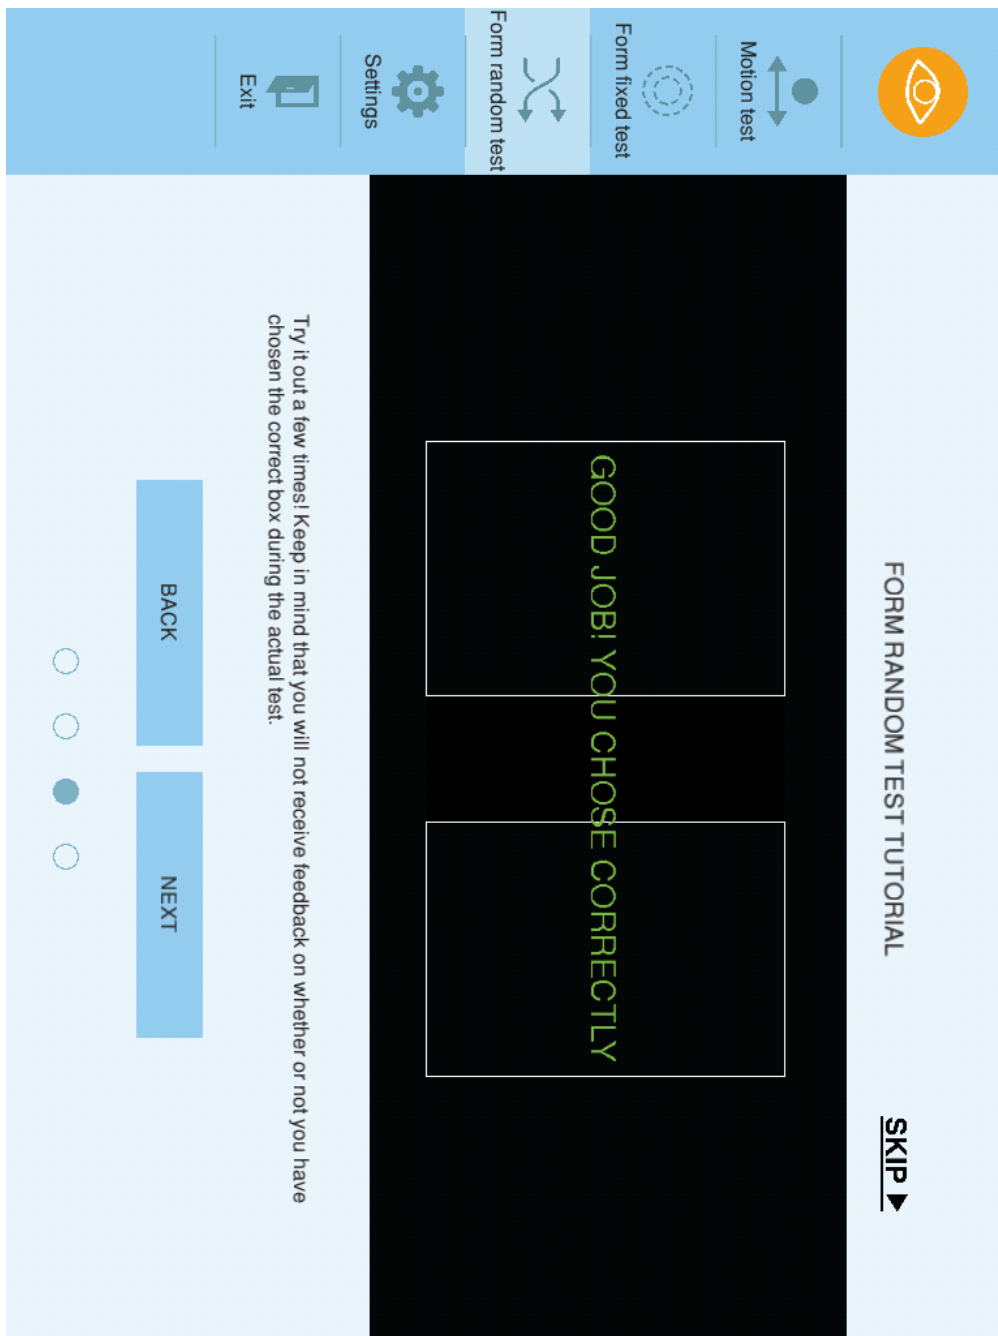 Motion test
Form fixed test
Form random test
Settings
Exit
FORM RANDOM TEST TUTORIAL
SKIP
GOOD JOB! YOU CHOSE CORRECTLY
Try it out a few times! Keep in mind that you will not receive feedback on whether or not you have
chosen the correct box during the actual test.
BACK
NEXT